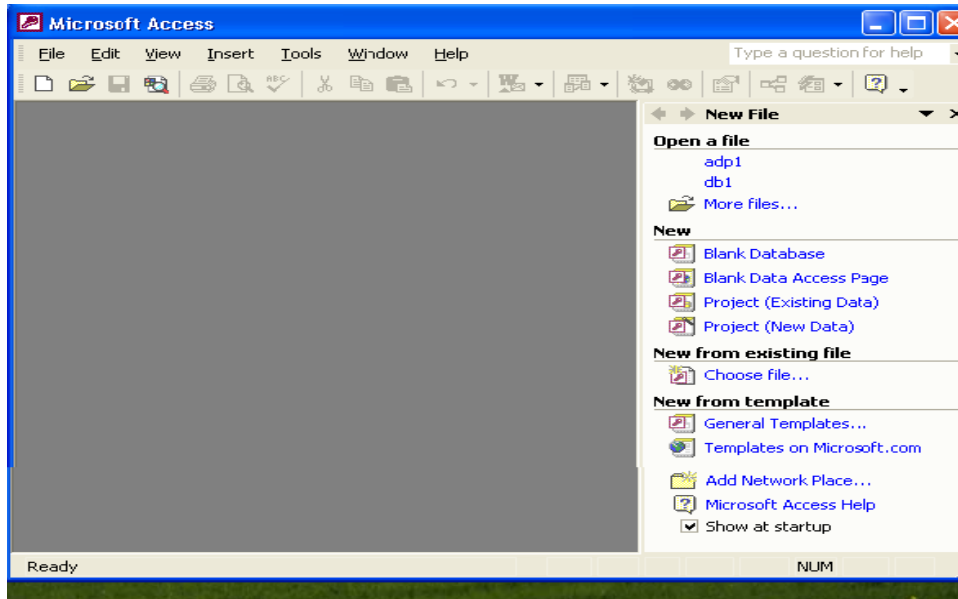 Microsoft Access
File Edit View Insert Tools Window Help Type a question for help
New File
Open a file
adp1
db1
More files...
New
Blank Database
Blank Data Access Page
Project (Existing Data)
Project (New Data)
New from existing file
Choose file...
New from template
General Templates...
Templates on Microsoft.com
Add Network Place...
Microsoft Access Help
Show at startup
Ready NUM